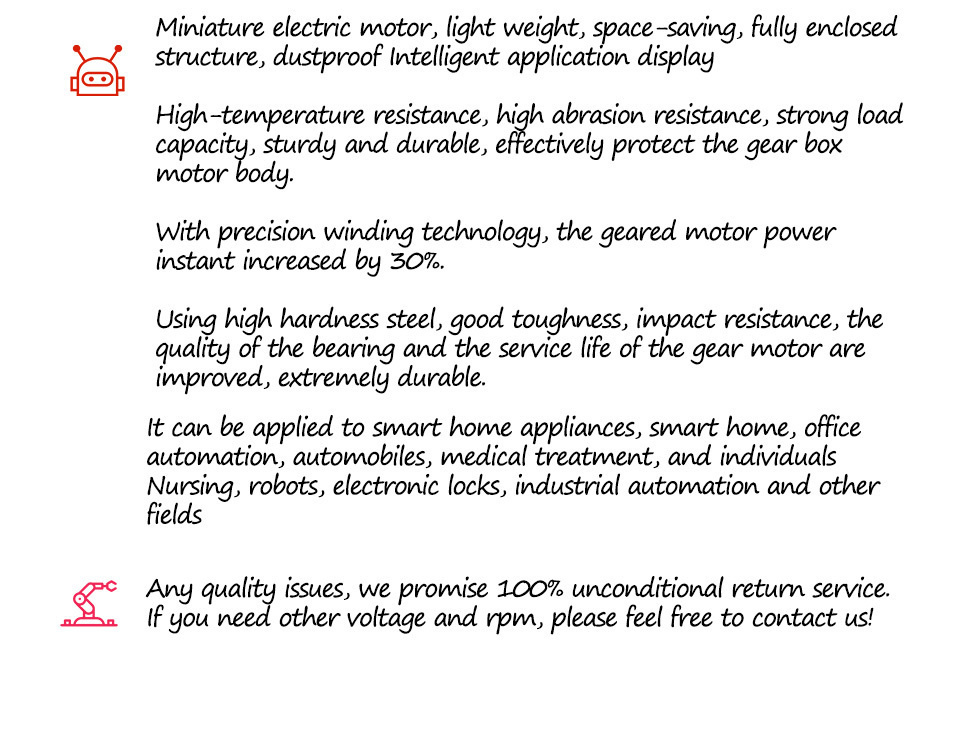 Miniature electric motor, light weight, space-saving, fully enclosed
structure, dustproof Intelligent application display
High-temperature resistance, high abrasion resistance, strong load
capacity, sturdy and durable, effectively protect the gear box
motor body.
With precision winding technology, the geared motor power
instant increased by 30%.
Using high hardness steel, good toughness, impact resistance, the
quality of the bearing and the service life of the gear motor are
improved, extremely durable.
It can be applied to smart home appliances, smart home, office
automation, automobiles, medical treatment, and individuals
Nursing, robots, electronic locks, industrial automation and other
fields
Any quality issues, we promise 100% unconditional return service.
If you need other voltage and rpm, please feel free to contact us!